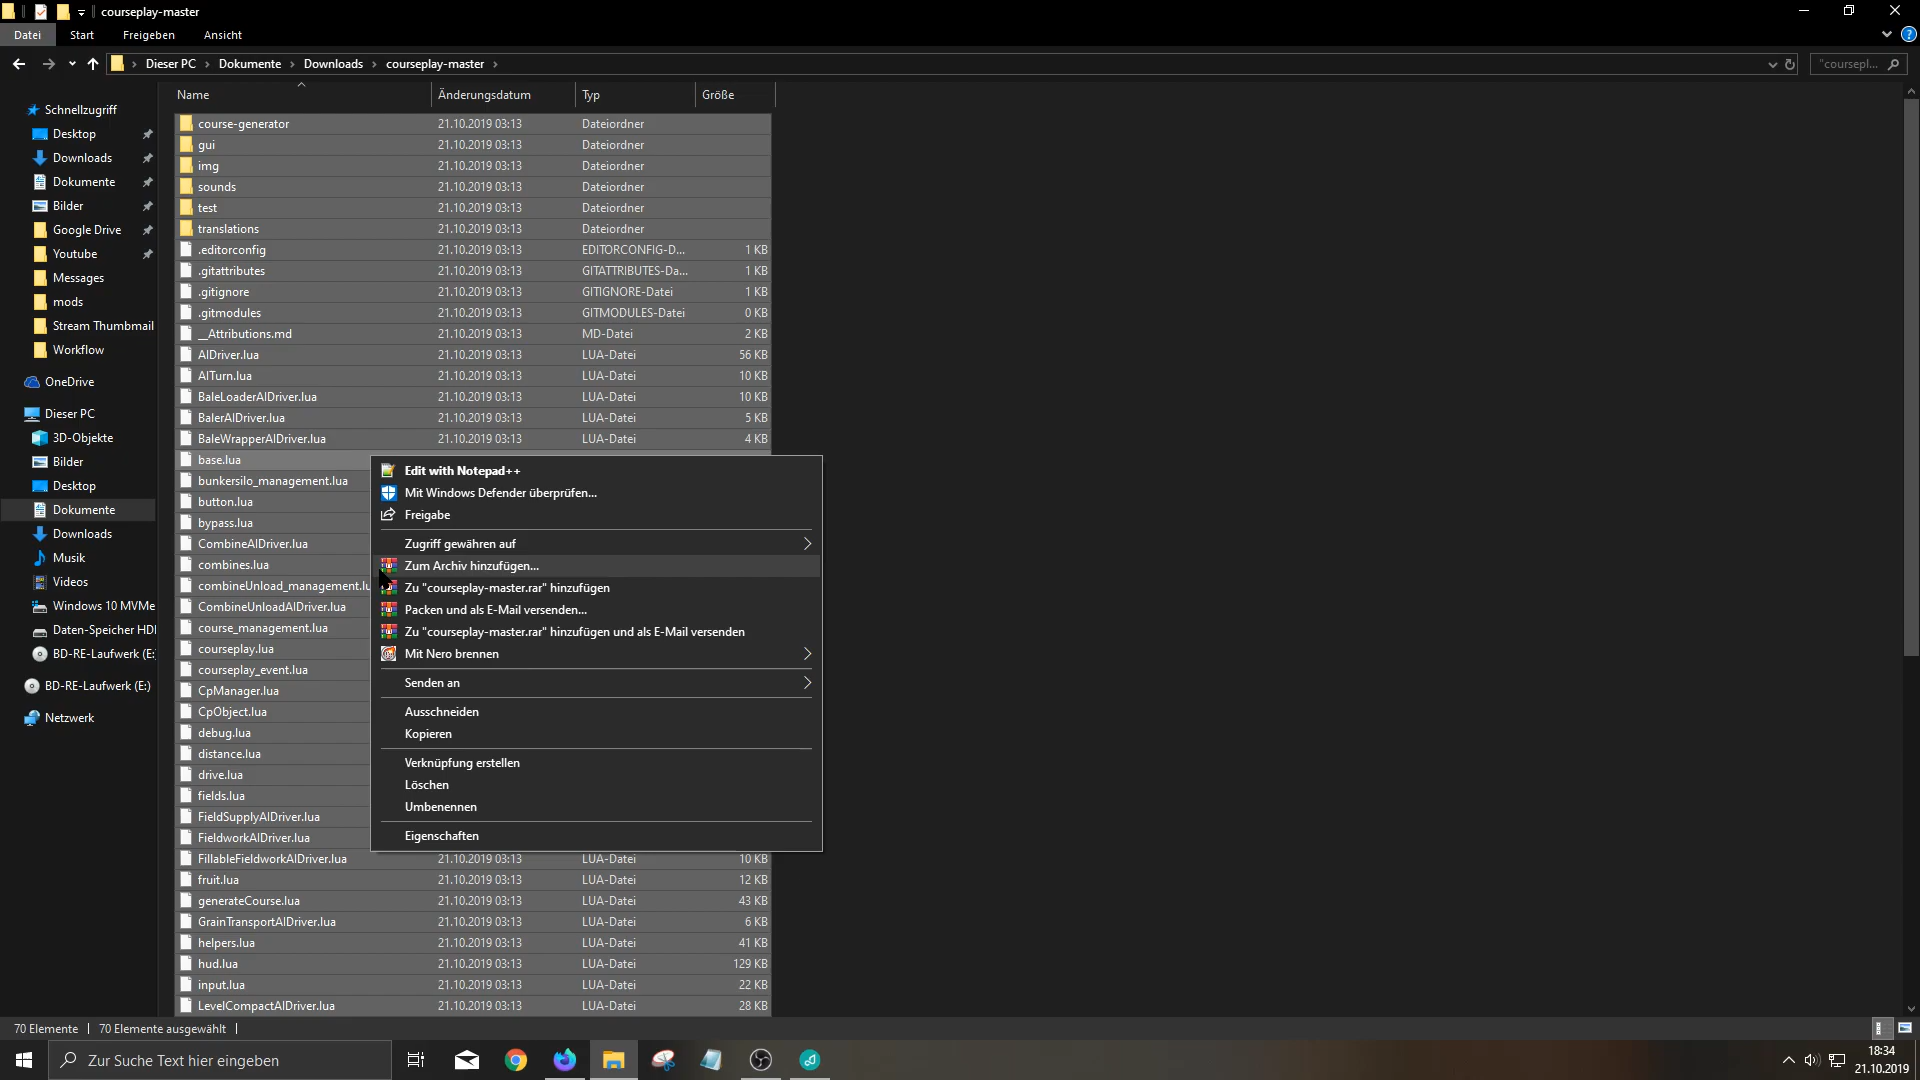 courseplay-master
Datei Start Freigeben Ansicht
Dieser PC Dokumente Downloads courseplay-master "coursepl...
Name Änderungsdatum Typ Größe
Schnellzugriff
Desktop
Downloads
Dokumente
Bilder
Google Drive
Youtube
Messages
mods
Stream Thumbmail
Workflow
OneDrive
Dieser PC
3D-Objekte
Bilder
Desktop
Dokumente
Downloads
Musik
Videos
Windows 10 MVMe
Daten-Speicher HDI
BD-RE-Laufwerk (E:
BD-RE-Laufwerk (E:)
Netzwerk
course-generator 21.10.2019 03:13 Dateiordner
gui 21.10.2019 03:13 Dateiordner
img 21.10.2019 03:13 Dateiordner
sounds 21.10.2019 03:13 Dateiordner
test 21.10.2019 03:13 Dateiordner
translations 21.10.2019 03:13 Dateiordner
.editorconfig 21.10.2019 03:13 EDITORCONFIG-D... 1 KB
.gitattributes 21.10.2019 03:13 GITATTRIBUTES-Da... 1 KB
.gitignore 21.10.2019 03:13 GITIGNORE-Datei 1 KB
.gitmodules 21.10.2019 03:13 GITMODULES-Datei 0 KB
__Attributions.md 21.10.2019 03:13 MD-Datei 2 KB
AIDriver.lua 21.10.2019 03:13 LUA-Datei 56 KB
AITurn.lua 21.10.2019 03:13 LUA-Datei 10 KB
BaleLoaderAIDriver.lua 21.10.2019 03:13 LUA-Datei 10 KB
BalerAIDriver.lua 21.10.2019 03:13 LUA-Datei 5 KB
BaleWrapperAIDriver.lua 21.10.2019 03:13 LUA-Datei 4 KB
base.lua
bunkersilo_management.lua
button.lua
bypass.lua
CombineAIDriver.lua
combines.lua
combineUnload_management.lu
CombineUnloadAIDriver.lua
course_management.lua
courseplay.lua
courseplay_event.lua
CpManager.lua
CpObject.lua
debug.lua
distance.lua
drive.lua
fields.lua
FieldSupplyAIDriver.lua
FieldworkAIDriver.lua
FillableFieldworkAIDriver.lua 21.10.2019 03:13 LUA-Datei 10 KB
fruit.lua 21.10.2019 03:13 LUA-Datei 12 KB
generateCourse.lua 21.10.2019 03:13 LUA-Datei 43 KB
GrainTransportAIDriver.lua 21.10.2019 03:13 LUA-Datei 6 KB
helpers.lua 21.10.2019 03:13 LUA-Datei 41 KB
hud.lua 21.10.2019 03:13 LUA-Datei 129 KB
input.lua 21.10.2019 03:13 LUA-Datei 22 KB
LevelCompactAIDriver.lua 21.10.2019 03:13 LUA-Datei 28 KB
Edit with Notepad++
Mit Windows Defender überprüfen...
Freigabe
Zugriff gewähren auf
Zum Archiv hinzufügen...
Zu "courseplay-master.rar" hinzufügen
Packen und als E-Mail versenden...
Zu "courseplay-master.rar" hinzufügen und als E-Mail versenden
Mit Nero brennen
Senden an
Ausschneiden
Kopieren
Verknüpfung erstellen
Löschen
Umbenennen
Eigenschaften
70 Elemente 70 Elemente ausgewählt
Zur Suche Text hier eingeben
18:34
21.10.2019